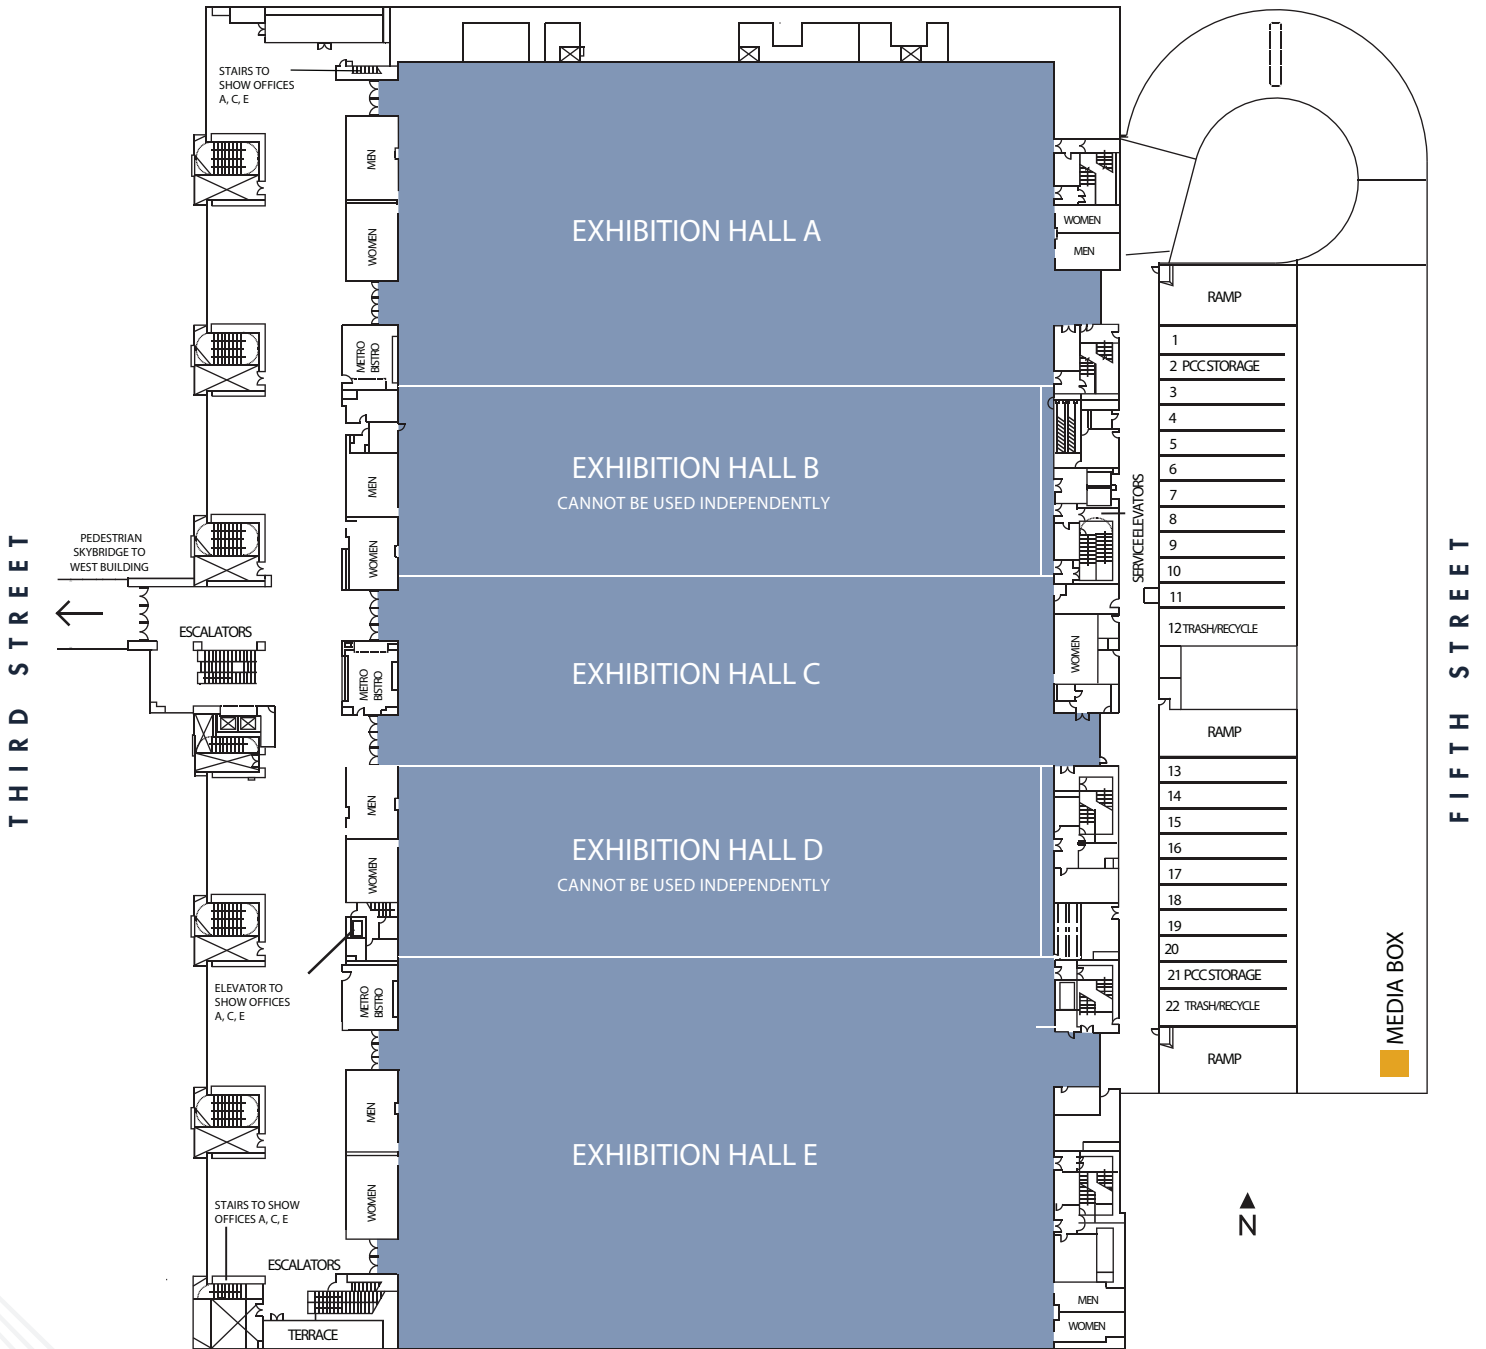 STAIRS TO
SHOW OFFICES
A, C, E
MEN
WOMEN
EXHIBITION HALL A
WOMEN
MEN
RAMP
METRO
BISTRO
1
2 PCC STORAGE
3
4
5
6
7
8
9
10
11
12 TRASH/RECYCLE
EXHIBITION HALL B
CANNOT BE USED INDEPENDENTLY
MEN
WOMEN
SERVICE ELEVATORS
THIRD STREET
PEDESTRIAN
SKYBRIDGE TO
WEST BUILDING
ESCALATORS
FIFTH STREET
METRO
BISTRO
EXHIBITION HALL C
WOMEN
RAMP
MEN
WOMEN
EXHIBITION HALL D
CANNOT BE USED INDEPENDENTLY
13
14
15
16
17
18
19
20
21 PCC STORAGE
22 TRASH/RECYCLE
RAMP
MEDIA BOX
ELEVATOR TO
SHOW OFFICES
A, C, E
METRO
BISTRO
MEN
WOMEN
EXHIBITION HALL E
STAIRS TO SHOW
OFFICES A, C, E
ESCALATORS
TERRACE
MEN
WOMEN
N